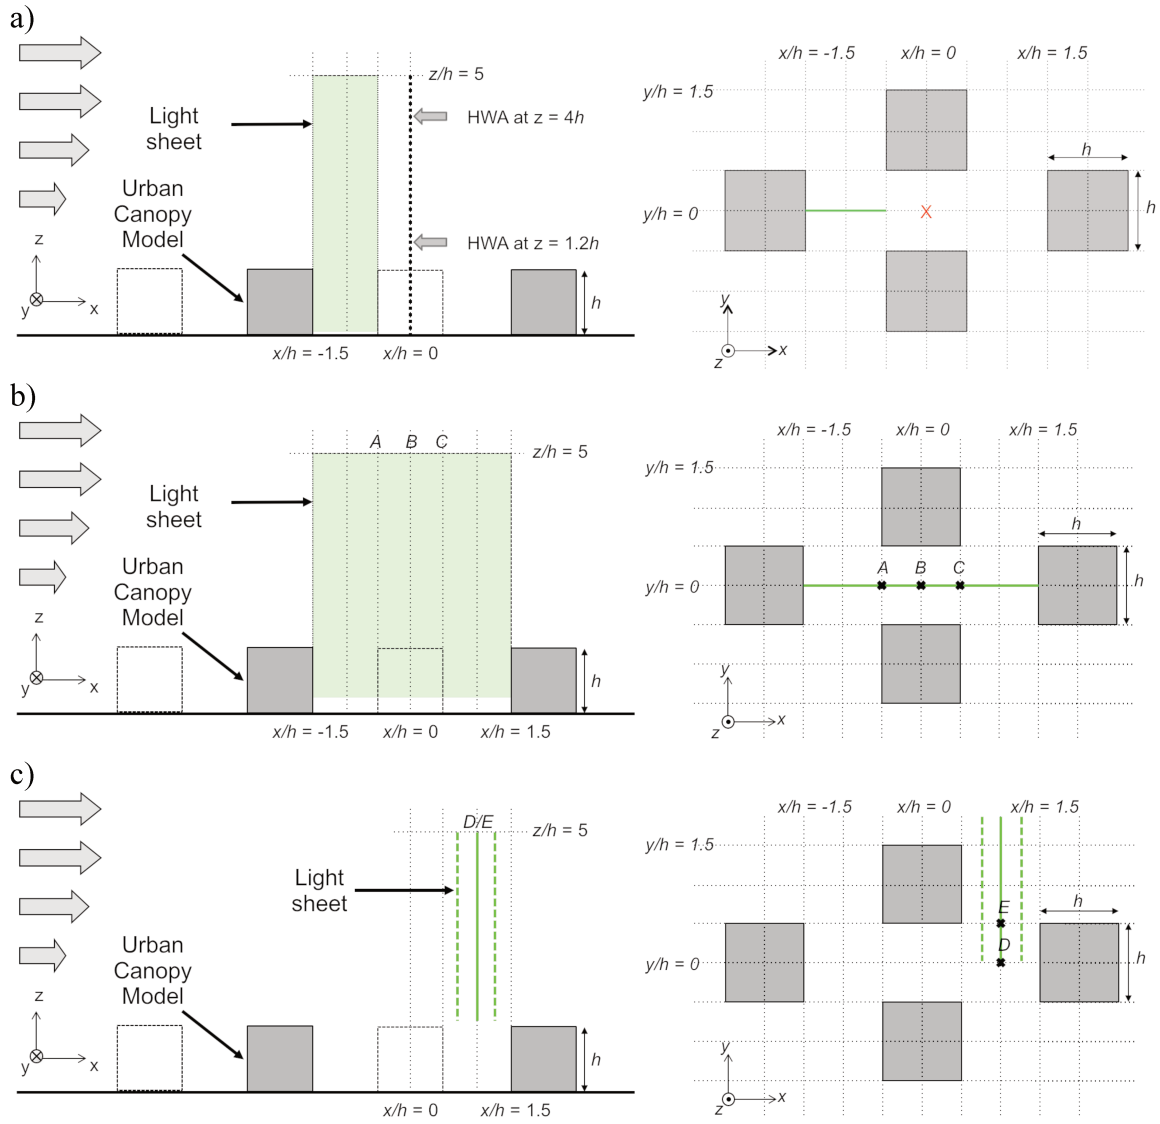 a)
z/h = 5
Light
sheet
HWA at z = 4h
Urban
Canopy
Model
HWA at z = 1.2h
z
y
x
h
x/h = -1.5
x/h = 0
x/h = -1.5
x/h = 0
x/h = 1.5
y/h = 1.5
h
y/h = 0
X
h
y
z
x
b)
A
B
C
z/h = 5
Light
sheet
Urban
Canopy
Model
z
y
x
h
x/h = -1.5
x/h = 0
x/h = 1.5
x/h = -1.5
x/h = 0
x/h = 1.5
y/h = 1.5
h
A
B
C
y/h = 0
h
y
z
x
c)
D/E
z/h = 5
Light
sheet
Urban
Canopy
Model
z
y
x
h
x/h = 0
x/h = 1.5
x/h = -1.5
x/h = 0
x/h = 1.5
y/h = 1.5
E
h
D
y/h = 0
h
y
z
x